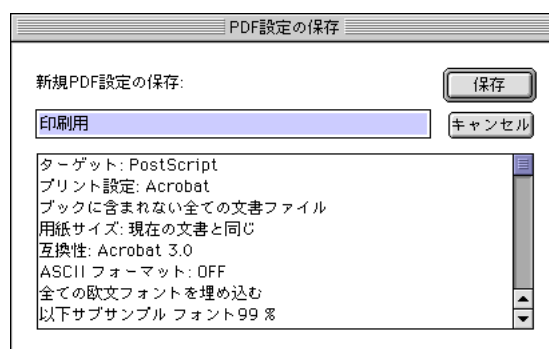 PDF設定の保存
新規PDF設定の保存:
保存
印刷用
キャンセル
ターゲット: PostScript
プリント設定: Acrobat
ブックに含まれない全ての文書ファイル
用紙サイズ: 現在の文書と同じ
互換性: Acrobat 3.0
ASCII フォーマット: OFF
全ての欧文フォントを埋め込む
以下サブサンプル フォント99 %